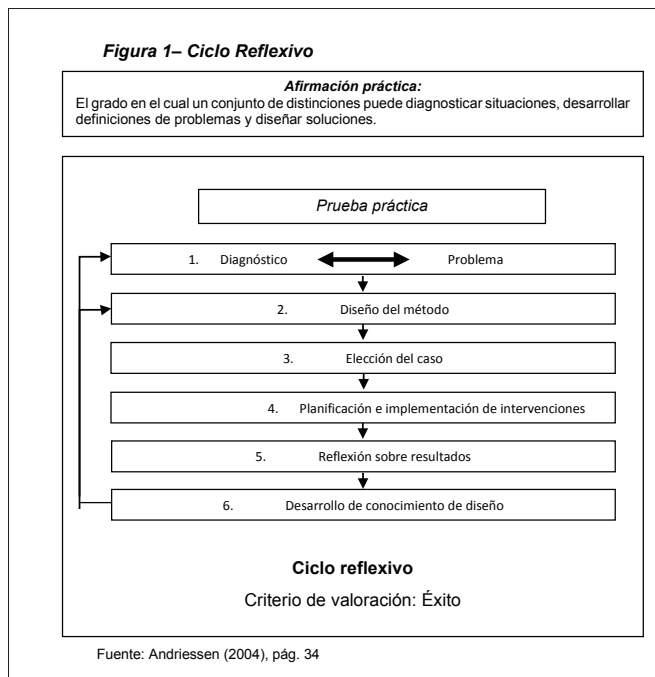 Figura 1– Ciclo Reflexivo
Afirmación práctica:
El grado en el cual un conjunto de distinciones puede diagnosticar situaciones, desarrollar
definiciones de problemas y diseñar soluciones.
Prueba práctica
1. Diagnóstico Problema
2. Diseño del método
3. Elección del caso
4. Planificación e implementación de intervenciones
5. Reflexión sobre resultados
6. Desarrollo de conocimiento de diseño
Ciclo reflexivo
Criterio de valoración: Éxito
Fuente: Andriessen (2004), pág. 34